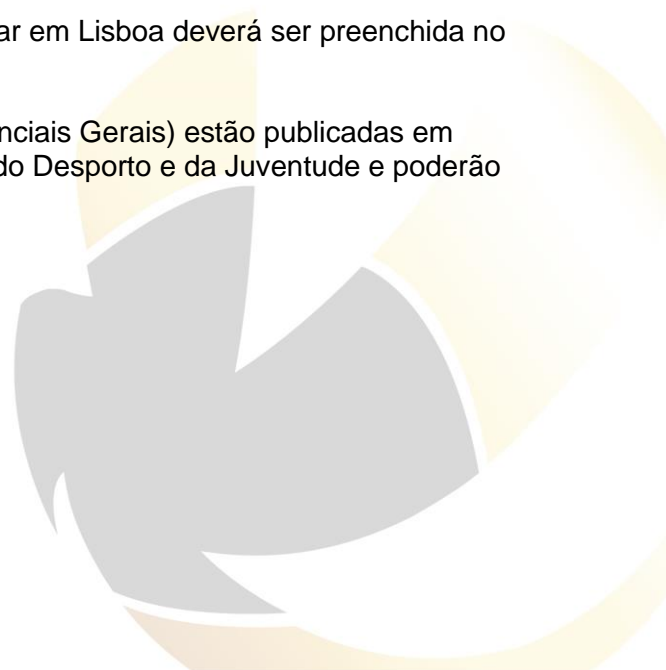 ar em Lisboa deverá ser preenchida no
nciais Gerais) estão publicadas em
do Desporto e da Juventude e poderão